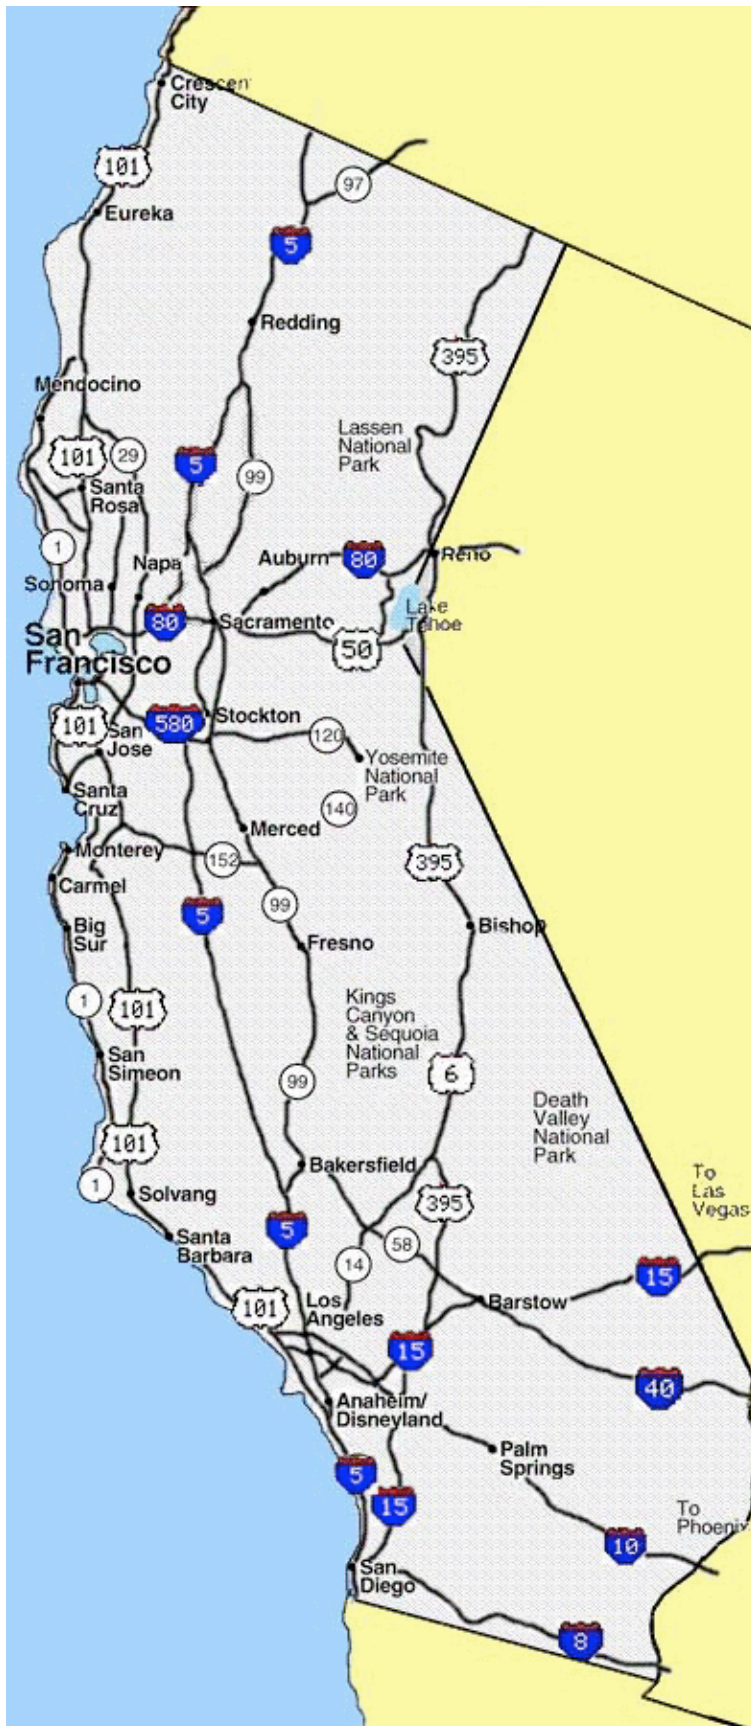 Crescent
City
101
97
Eureka
5
Redding
395
Mendocino
Lassen
National
Park
101
29
5
99
Santa
Rosa
1
Napa
Auburn
80
Reno
Sonoma
Lake
Tahoe
80
Sacramento
San
Francisco
50
101
580
Stockton
San
Jose
120
Yosemite
National
Park
Santa
Cruz
140
Merced
Monterey
152
395
Carmel
99
5
Bishop
Big
Sur
Fresno
1
101
Kings
Canyon
& Sequoia
National
Parks
San
Simeon
99
6
Death
Valley
National
Park
101
Bakersfield
To
Las
Vegas
1
Solvang
395
Santa
Barbara
5
58
14
15
101
Los
Angeles
Barstow
15
40
Anaheim/
Disneyland
Palm
Springs
5
15
To
Phoenix
10
San
Diego
8